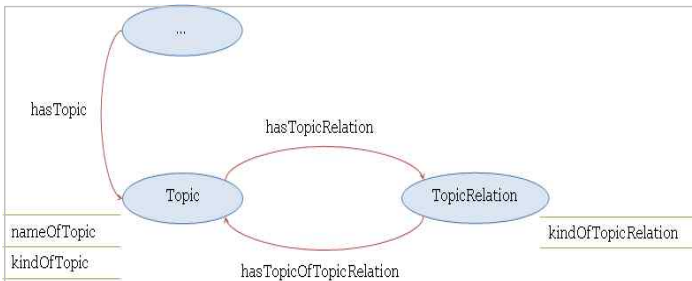 ...
hasTopic
hasTopicRelation
Topic
TopicRelation
nameOfTopic
kindOfTopicRelation
kindOfTopic
hasTopicOfTopicRelation